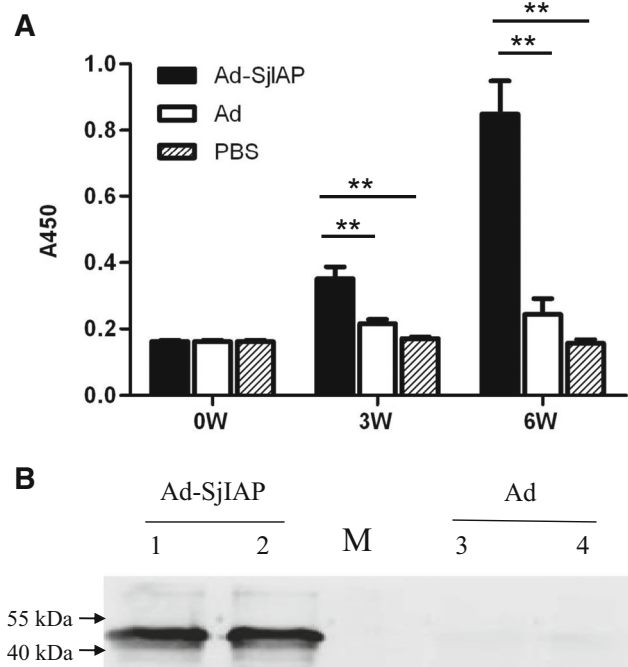 A
**
**
1.0
Ad-SjIAP
Ad
PBS
0.8
0.6
**
**
0.4
0.2
0.0
A450
0W 3W 6W
B
Ad-SjIAP Ad
1 2 M 3 4
55 kDa
40 kDa